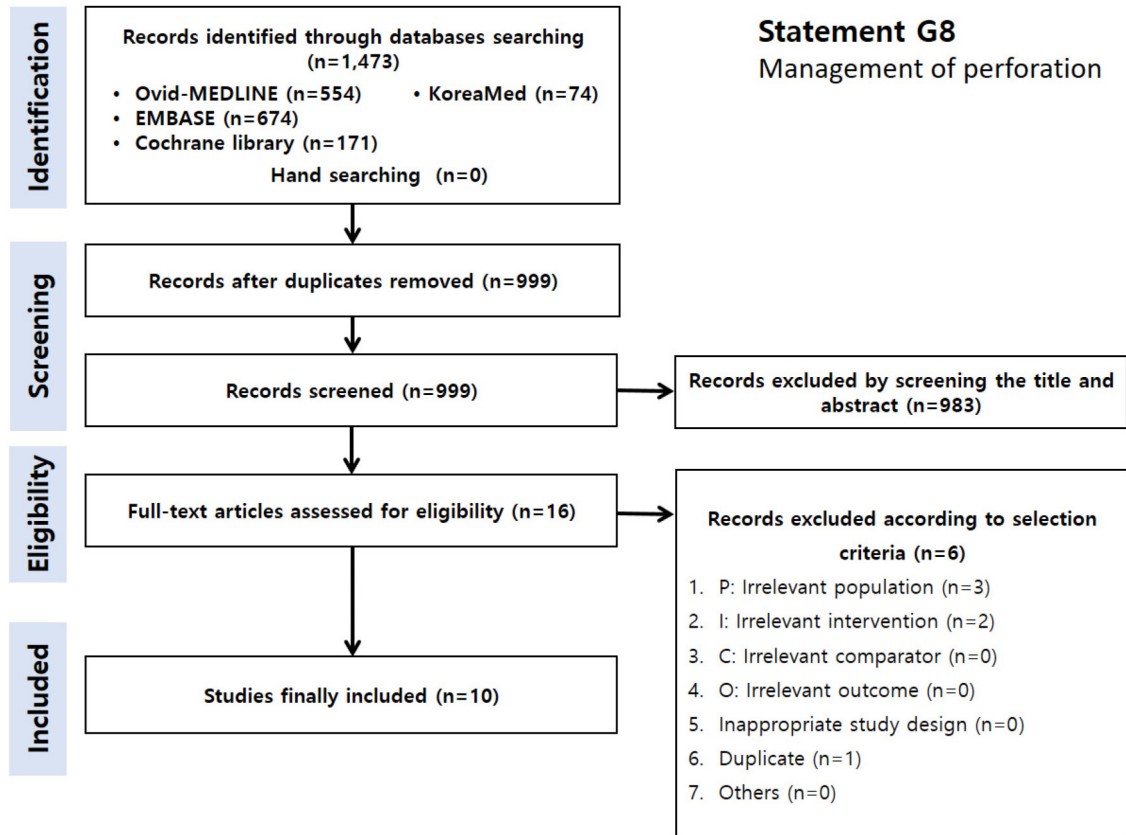 Statement G8
Management of perforation
Identification
Records identified through databases searching
(n=1,473)
• Ovid-MEDLINE (n=554) • KoreaMed (n=74)
• EMBASE (n=674)
• Cochrane library (n=171)
Hand searching (n=0)
Screening
Records after duplicates removed (n=999)
Records screened (n=999)
Records excluded by screening the title and
abstract (n=983)
Eligibility
Full-text articles assessed for eligibility (n=16)
Records excluded according to selection
criteria (n=6)
1. P: Irrelevant population (n=3)
2. I: Irrelevant intervention (n=2)
3. C: Irrelevant comparator (n=0)
4. O: Irrelevant outcome (n=0)
5. Inappropriate study design (n=0)
6. Duplicate (n=1)
7. Others (n=0)
Included
Studies finally included (n=10)